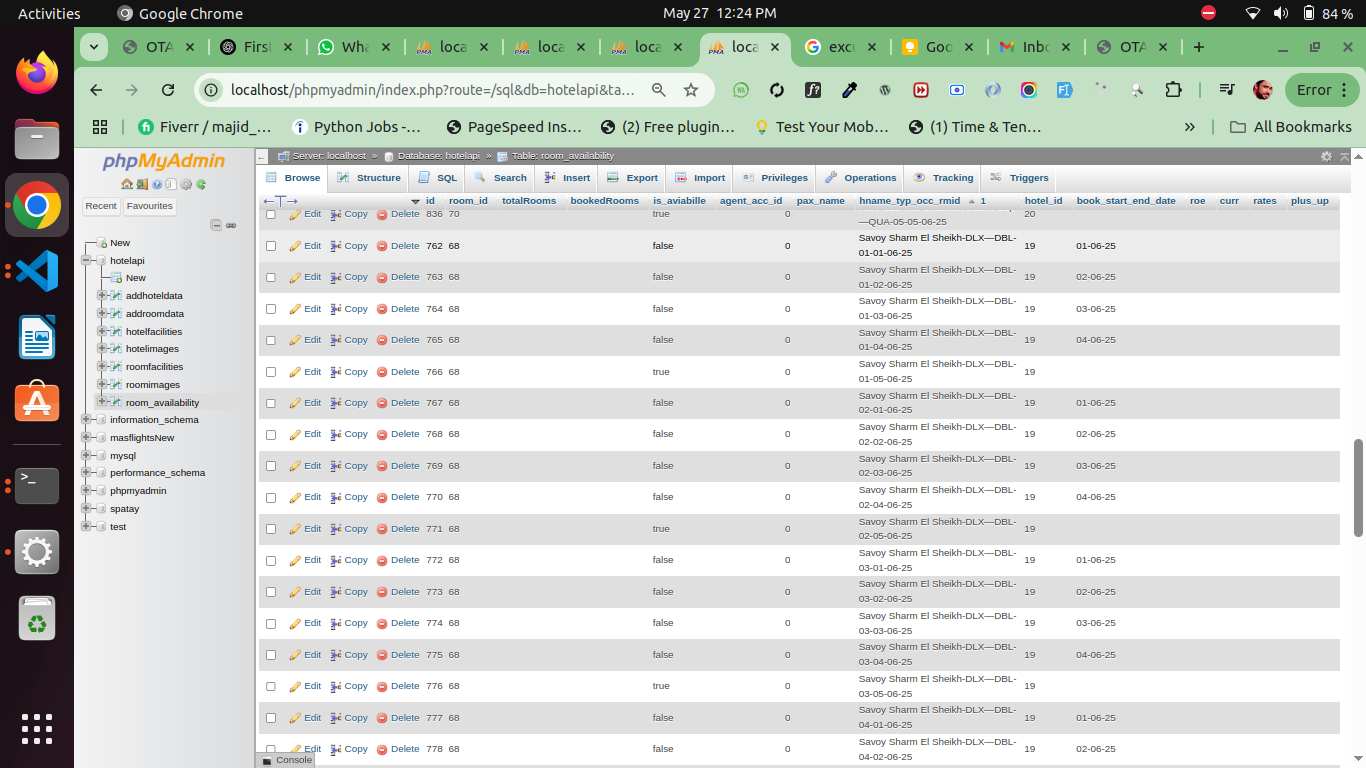 Activities Google Chrome May 27 12:24 PM 84 %
OTA Firs Wha loca loca loca loca excu Goo Inbo OTA
localhost/phpmyadmin/index.php?route=/sql&db=hotelapi&ta… Error
Fiverr / majid_… Python Jobs -… PageSpeed Ins… (2) Free plugin… Test Your Mob… (1) Time & Ten… » All Bookmarks
phpMyAdmin
Recent Favourites
New
hotelapi
New
addhoteldata
addroomdata
hotelfacilities
hotelimages
roomfacilities
roomimages
room_availability
information_schema
masflightsNew
mysql
performance_schema
phpmyadmin
spatay
test
Server: localhost » Database: hotelapi » Table: room_availability
Browse Structure SQL Search Insert Export Import Privileges Operations Tracking Triggers
←T→ id room_id totalRooms bookedRooms is_aviabille agent_acc_id pax_name hname_typ_occ_rmid 1 hotel_id book_start_end_date roe curr rates plus_up
Edit Copy Delete 836 70 true 0 20
—QUA-05-05-06-25
Edit Copy Delete 762 68 false 0 Savoy Sharm El Sheikh-DLX—DBL- 19 01-06-25
01-01-06-25
Edit Copy Delete 763 68 false 0 Savoy Sharm El Sheikh-DLX—DBL- 19 02-06-25
01-02-06-25
Edit Copy Delete 764 68 false 0 Savoy Sharm El Sheikh-DLX—DBL- 19 03-06-25
01-03-06-25
Edit Copy Delete 765 68 false 0 Savoy Sharm El Sheikh-DLX—DBL- 19 04-06-25
01-04-06-25
Edit Copy Delete 766 68 true 0 Savoy Sharm El Sheikh-DLX—DBL- 19
01-05-06-25
Edit Copy Delete 767 68 false 0 Savoy Sharm El Sheikh-DLX—DBL- 19 01-06-25
02-01-06-25
Edit Copy Delete 768 68 false 0 Savoy Sharm El Sheikh-DLX—DBL- 19 02-06-25
02-02-06-25
Edit Copy Delete 769 68 false 0 Savoy Sharm El Sheikh-DLX—DBL- 19 03-06-25
02-03-06-25
Edit Copy Delete 770 68 false 0 Savoy Sharm El Sheikh-DLX—DBL- 19 04-06-25
02-04-06-25
Edit Copy Delete 771 68 true 0 Savoy Sharm El Sheikh-DLX—DBL- 19
02-05-06-25
Edit Copy Delete 772 68 false 0 Savoy Sharm El Sheikh-DLX—DBL- 19 01-06-25
03-01-06-25
Edit Copy Delete 773 68 false 0 Savoy Sharm El Sheikh-DLX—DBL- 19 02-06-25
03-02-06-25
Edit Copy Delete 774 68 false 0 Savoy Sharm El Sheikh-DLX—DBL- 19 03-06-25
03-03-06-25
Edit Copy Delete 775 68 false 0 Savoy Sharm El Sheikh-DLX—DBL- 19 04-06-25
03-04-06-25
Edit Copy Delete 776 68 true 0 Savoy Sharm El Sheikh-DLX—DBL- 19
03-05-06-25
Edit Copy Delete 777 68 false 0 Savoy Sharm El Sheikh-DLX—DBL- 19 01-06-25
04-01-06-25
Edit Copy Delete 778 68 false 0 Savoy Sharm El Sheikh-DLX—DBL- 19 02-06-25
04-02-06-25
Console